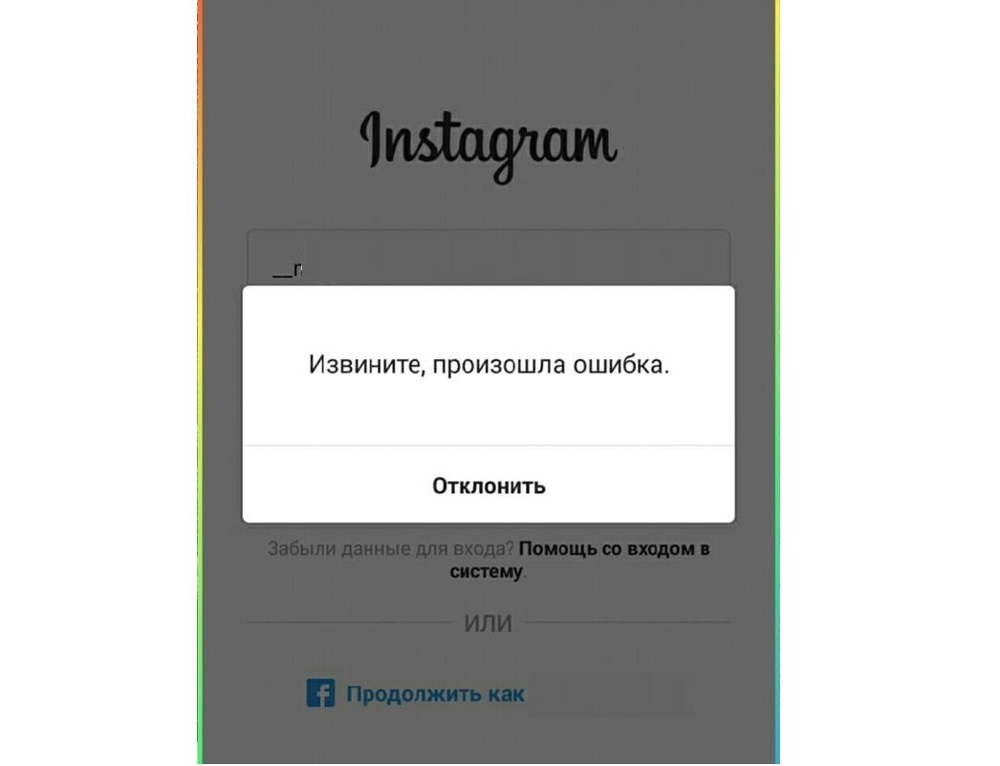 Instagram
Извините, произошла ошибка.
Отклонить
Забыли данные для входа? Помощь со входом в
систему.
ИЛИ
Продолжить как